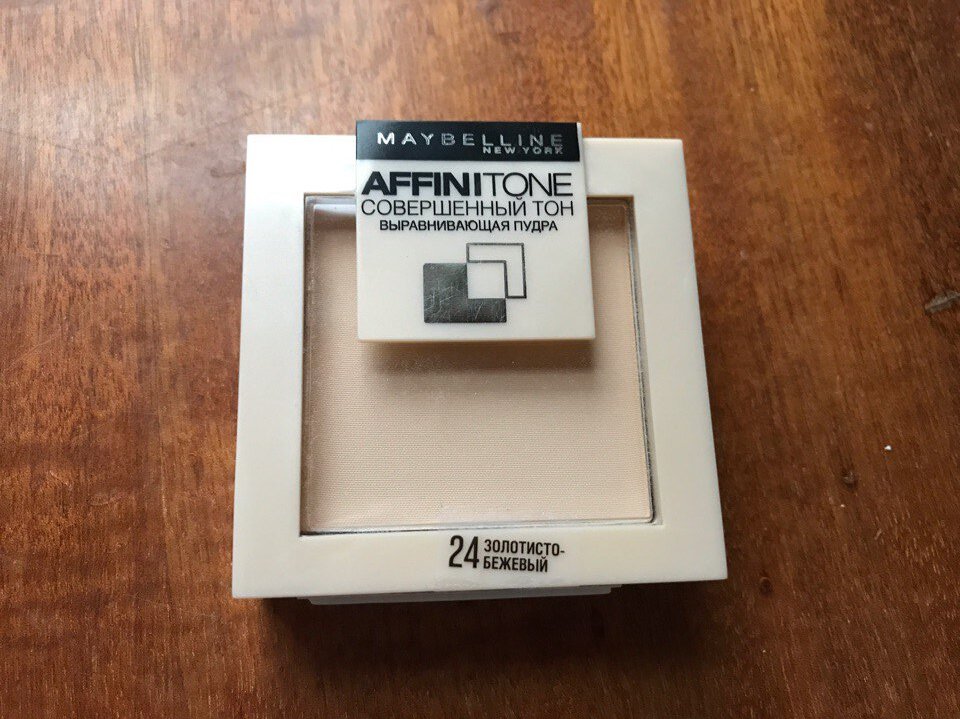 MAYBELLINE
NEW YORK
AFFINITONE
СОВЕРШЕННЫЙ ТОН
ВЫРАВНИВАЮЩАЯ ПУДРА
24 ЗОЛОТИСТО-
БЕЖЕВЫЙ